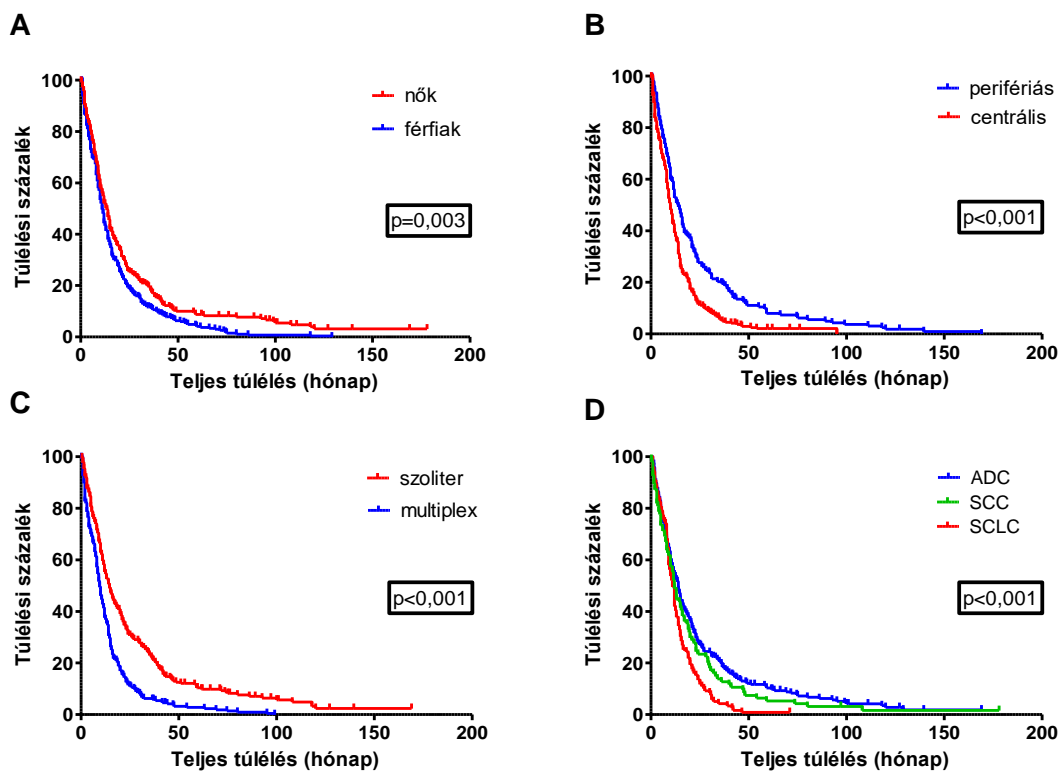 A
nők
férfiak
p=0,003
Túlélési százalék
100
80
60
40
20
0
0 50 100 150 200
Teljes túlélés (hónap)
B
perifériás
centrális
p<0,001
Túlélési százalék
100
80
60
40
20
0
0 50 100 150 200
Teljes túlélés (hónap)
C
szoliter
multiplex
p<0,001
Túlélési százalék
100
80
60
40
20
0
0 50 100 150 200
Teljes túlélés (hónap)
D
ADC
SCC
SCLC
p<0,001
Túlélési százalék
100
80
60
40
20
0
0 50 100 150 200
Teljes túlélés (hónap)